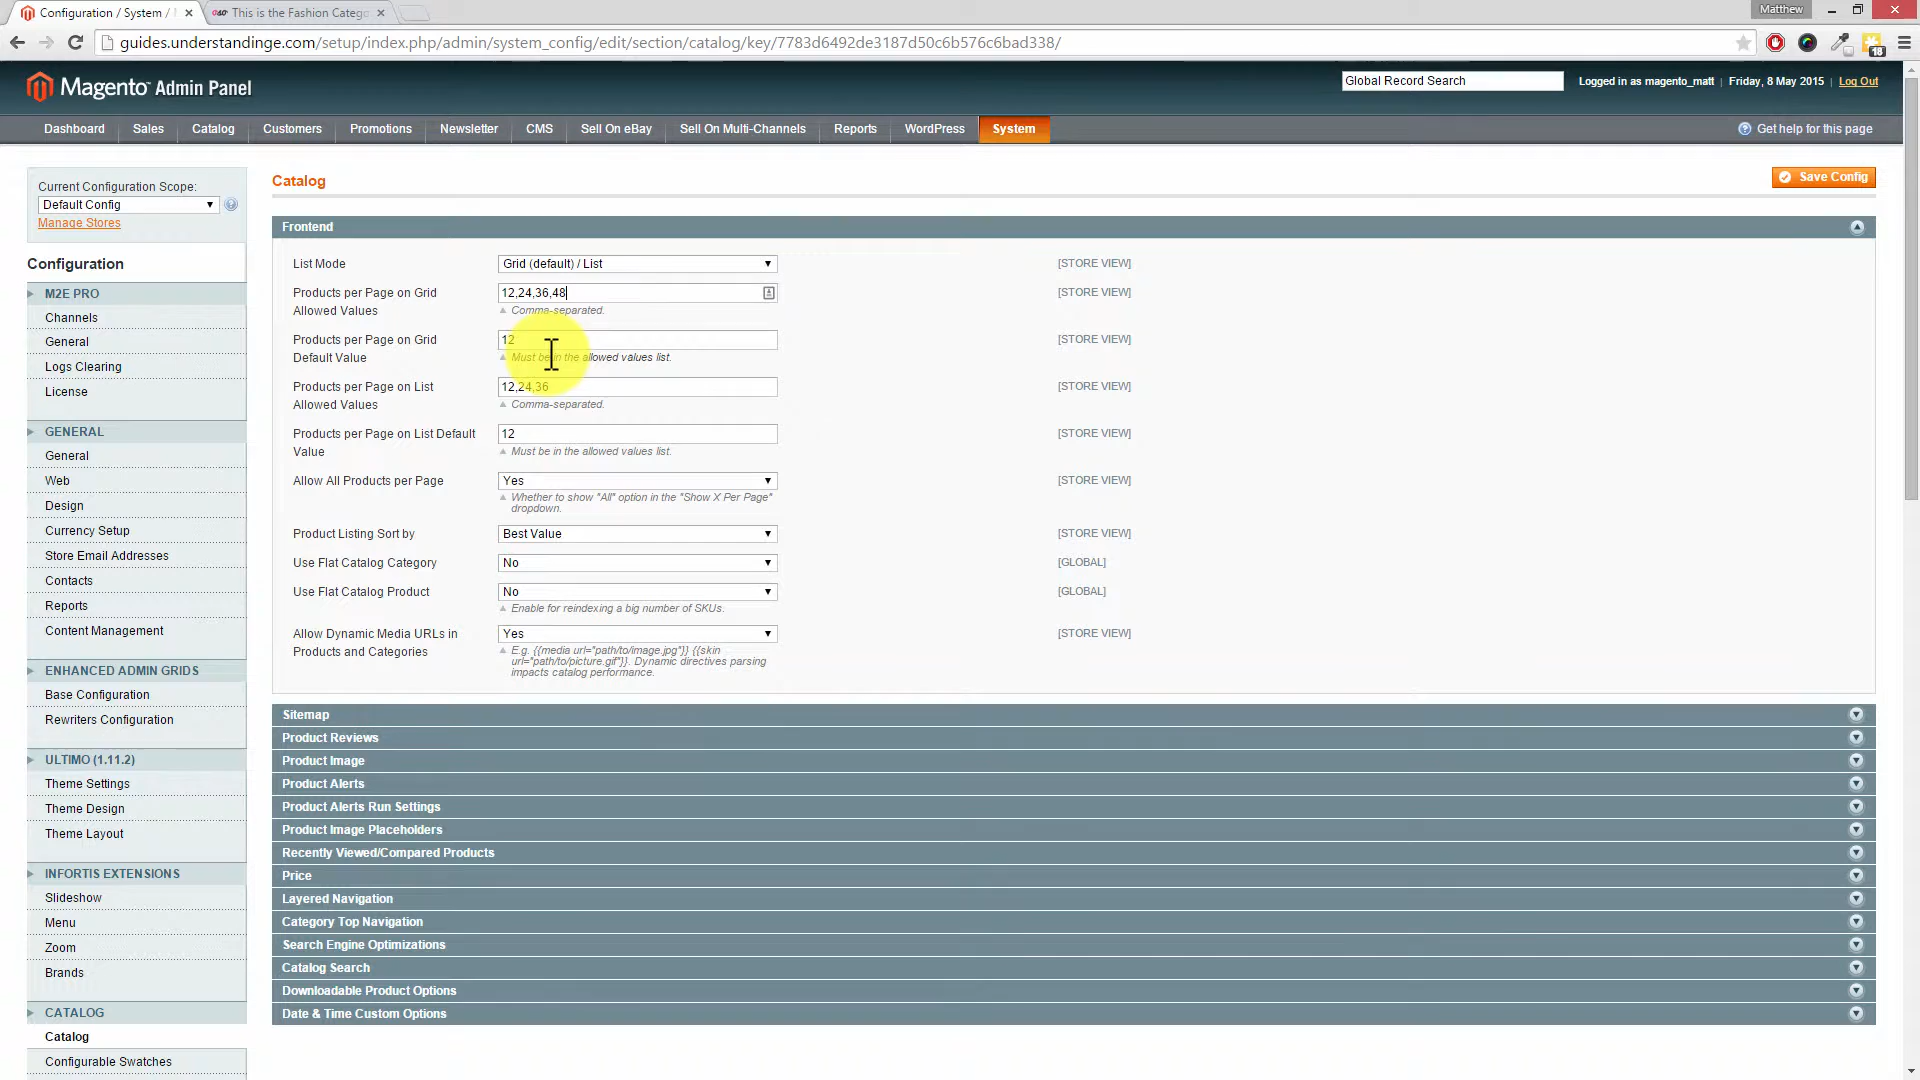 Configuration / System /
This is the Fashion Catego
Matthew
guides.understandinge.com/setup/index.php/admin/system_config/edit/section/catalog/key/7783d6492de3187d50c6b576c6bad338/
18
Magento Admin Panel
Global Record Search
Logged in as magento_matt | Friday, 8 May 2015 | Log Out
Dashboard Sales Catalog Customers Promotions Newsletter CMS Sell On eBay Sell On Multi-Channels Reports WordPress System
Get help for this page
Current Configuration Scope:
Default Config
Manage Stores
Configuration
M2E PRO
Channels
General
Logs Clearing
License
GENERAL
General
Web
Design
Currency Setup
Store Email Addresses
Contacts
Reports
Content Management
ENHANCED ADMIN GRIDS
Base Configuration
Rewriters Configuration
ULTIMO (1.11.2)
Theme Settings
Theme Design
Theme Layout
INFORTIS EXTENSIONS
Slideshow
Menu
Zoom
Brands
CATALOG
Catalog
Configurable Swatches
Catalog
Save Config
Frontend
List Mode Grid (default) / List [STORE VIEW]
Products per Page on Grid 12,24,36,48 [STORE VIEW]
Allowed Values Comma-separated.
Products per Page on Grid 12 [STORE VIEW]
Default Value Must be in the allowed values list.
Products per Page on List 12,24,36 [STORE VIEW]
Allowed Values Comma-separated.
Products per Page on List Default 12 [STORE VIEW]
Value Must be in the allowed values list.
Allow All Products per Page Yes [STORE VIEW]
Whether to show "All" option in the "Show X Per Page"
dropdown.
Product Listing Sort by Best Value [STORE VIEW]
Use Flat Catalog Category No [GLOBAL]
Use Flat Catalog Product No [GLOBAL]
Enable for reindexing a big number of SKUs.
Allow Dynamic Media URLs in Yes [STORE VIEW]
Products and Categories E.g. {{media url="path/to/image.jpg"}} {{skin
url="path/to/picture.gif"}}. Dynamic directives parsing
impacts catalog performance.
Sitemap
Product Reviews
Product Image
Product Alerts
Product Alerts Run Settings
Product Image Placeholders
Recently Viewed/Compared Products
Price
Layered Navigation
Category Top Navigation
Search Engine Optimizations
Catalog Search
Downloadable Product Options
Date & Time Custom Options